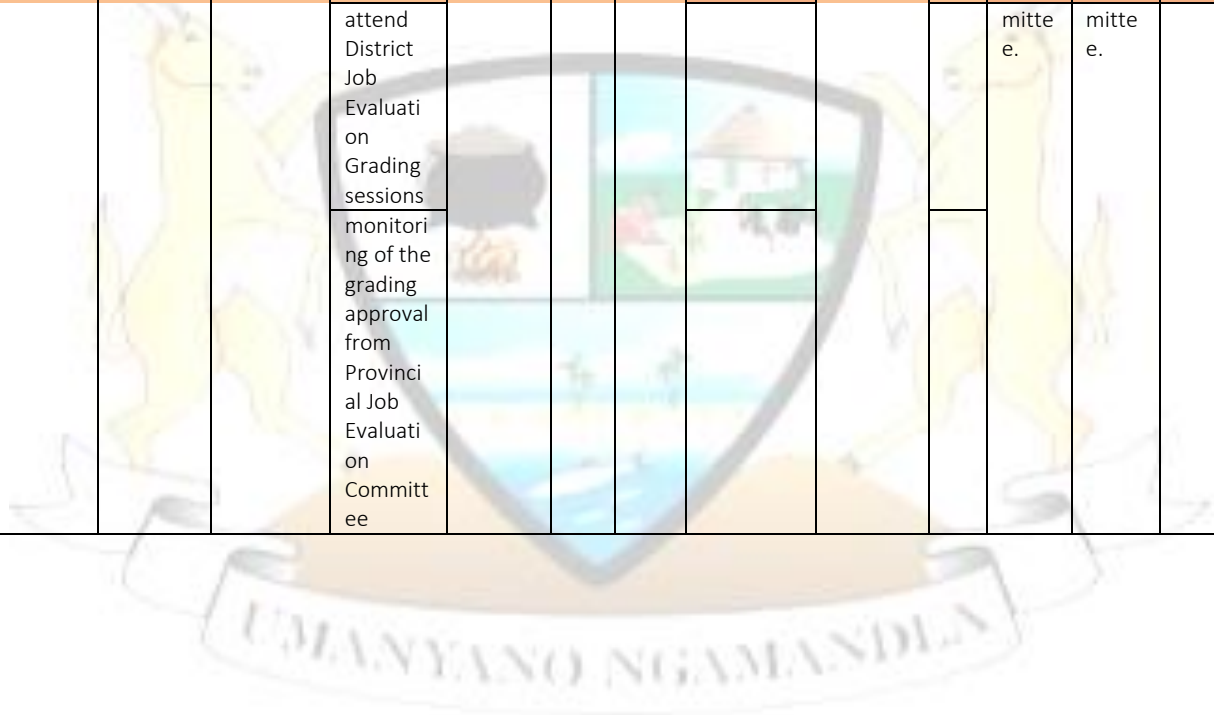 attend
District
Job
Evaluati
on
Grading
sessions
monitori
ng of the
grading
approval
from
Provinci
al Job
Evaluati
on
Committ
ee
mitte
e.
mitte
e.
UMANYANO NGAMANDLA